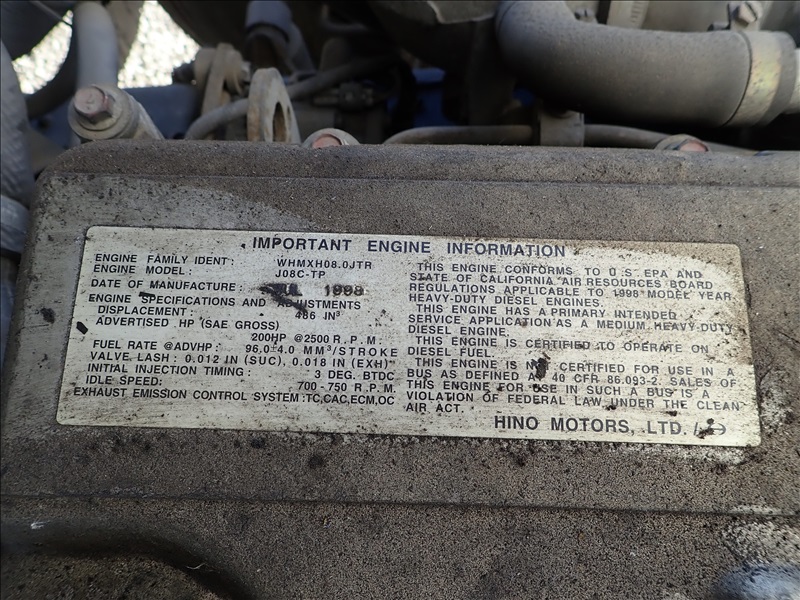 IMPORTANT ENGINE INFORMATION
ENGINE FAMILY IDENT: WHMXH08.0JTR
ENGINE MODEL: J08C-TP
DATE OF MANUFACTURE: JUL 1998
ENGINE SPECIFICATIONS AND ADJUSTMENTS
DISPLACEMENT: 486 IN³
ADVERTISED HP (SAE GROSS)
200HP @2500 R.P.M.
FUEL RATE @ADVHP: 96.0±4.0 MM³/STROKE
VALVE LASH: 0.012 IN (SUC), 0.018 IN (EXH)
INITIAL INJECTION TIMING: 3 DEG. BTDC
IDLE SPEED: 700-750 R.P.M.
EXHAUST EMISSION CONTROL SYSTEM:TC,CAC,ECM,OC
THIS ENGINE CONFORMS TO U.S EPA AND
STATE OF CALIFORNIA AIR RESOURCES BOARD
REGULATIONS APPLICABLE TO 1998 MODEL YEAR
HEAVY-DUTY DIESEL ENGINES.
THIS ENGINE HAS A PRIMARY INTENDED
SERVICE APPLICATION AS A MEDIUM HEAVY-DUTY
DIESEL ENGINE.
THIS ENGINE IS CERTIFIED TO OPERATE ON
DIESEL FUEL.
THIS ENGINE IS NOT CERTIFIED FOR USE IN A
BUS AS DEFINED AT 40 CFR 86.093-2. SALES OF
THIS ENGINE FOR USE IN SUCH A BUS IS A
VIOLATION OF FEDERAL LAW UNDER THE CLEAN
AIR ACT.
HINO MOTORS, LTD.